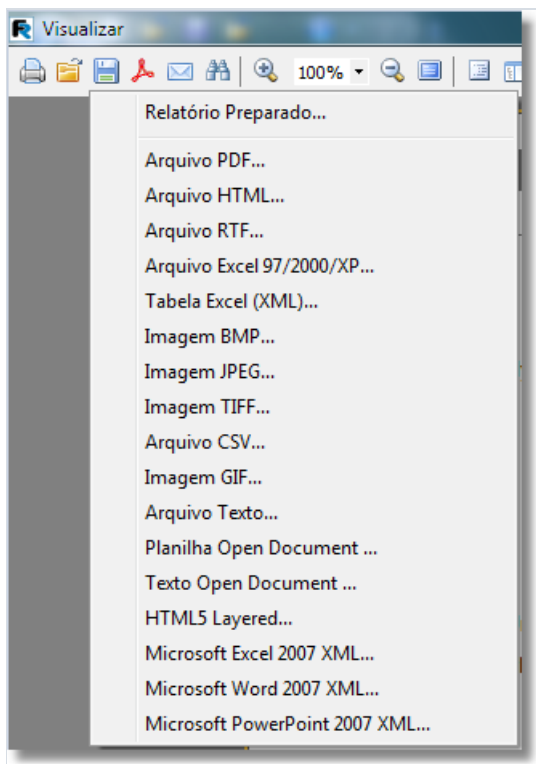 Visualizar
100%
Relatório Preparado...
Arquivo PDF...
Arquivo HTML...
Arquivo RTF...
Arquivo Excel 97/2000/XP...
Tabela Excel (XML)...
Imagem BMP...
Imagem JPEG...
Imagem TIFF...
Arquivo CSV...
Imagem GIF...
Arquivo Texto...
Planilha Open Document ...
Texto Open Document ...
HTML5 Layered...
Microsoft Excel 2007 XML...
Microsoft Word 2007 XML...
Microsoft PowerPoint 2007 XML...